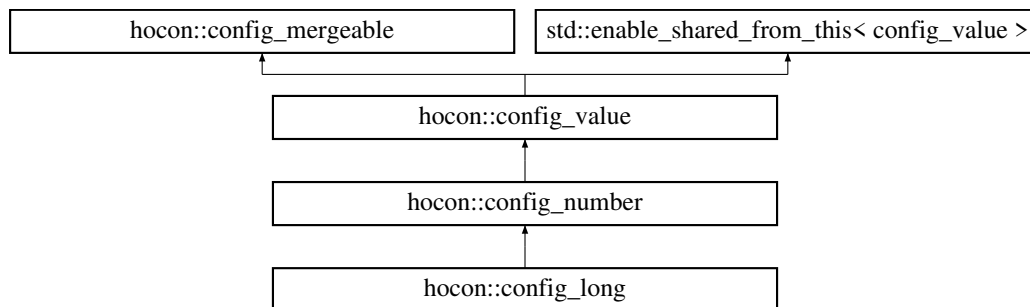 hocon::config_mergeable
std::enable_shared_from_this< config_value >
hocon::config_value
hocon::config_number
hocon::config_long